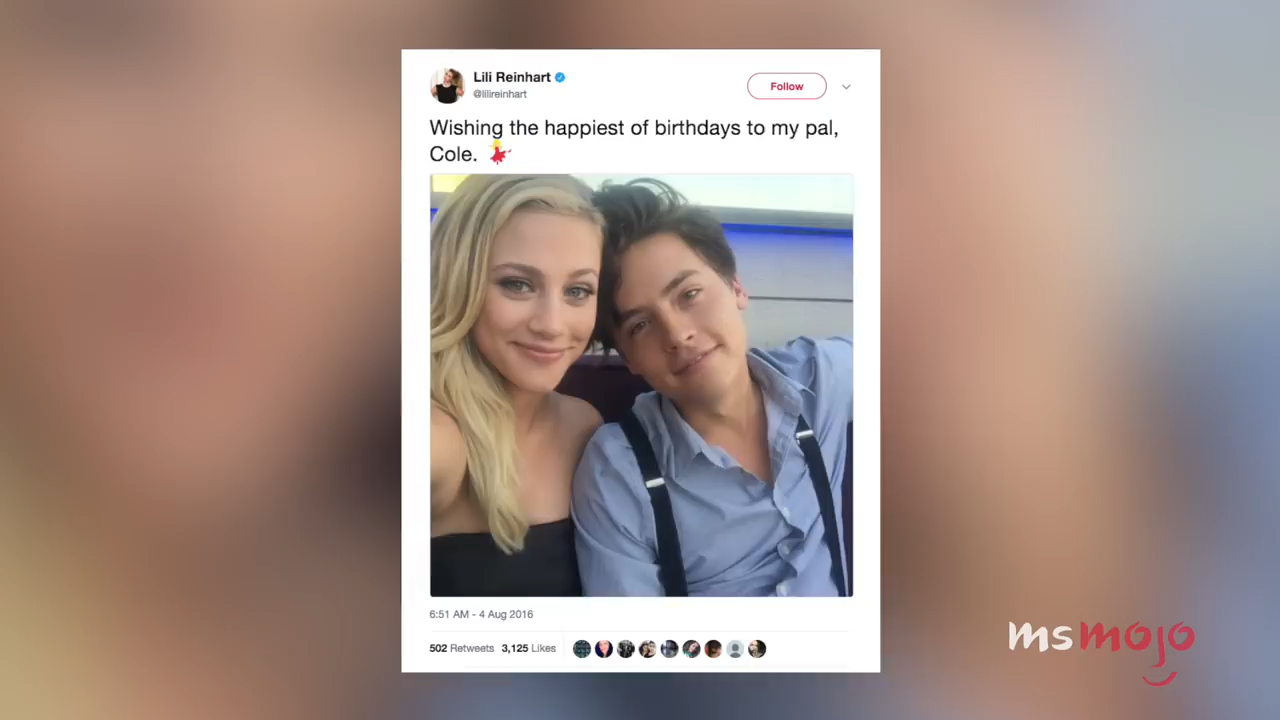 Lili Reinhart
@lilireinhart
Follow
Wishing the happiest of birthdays to my pal,
Cole.
6:51 AM - 4 Aug 2016
502 Retweets 3,125 Likes
msmojo